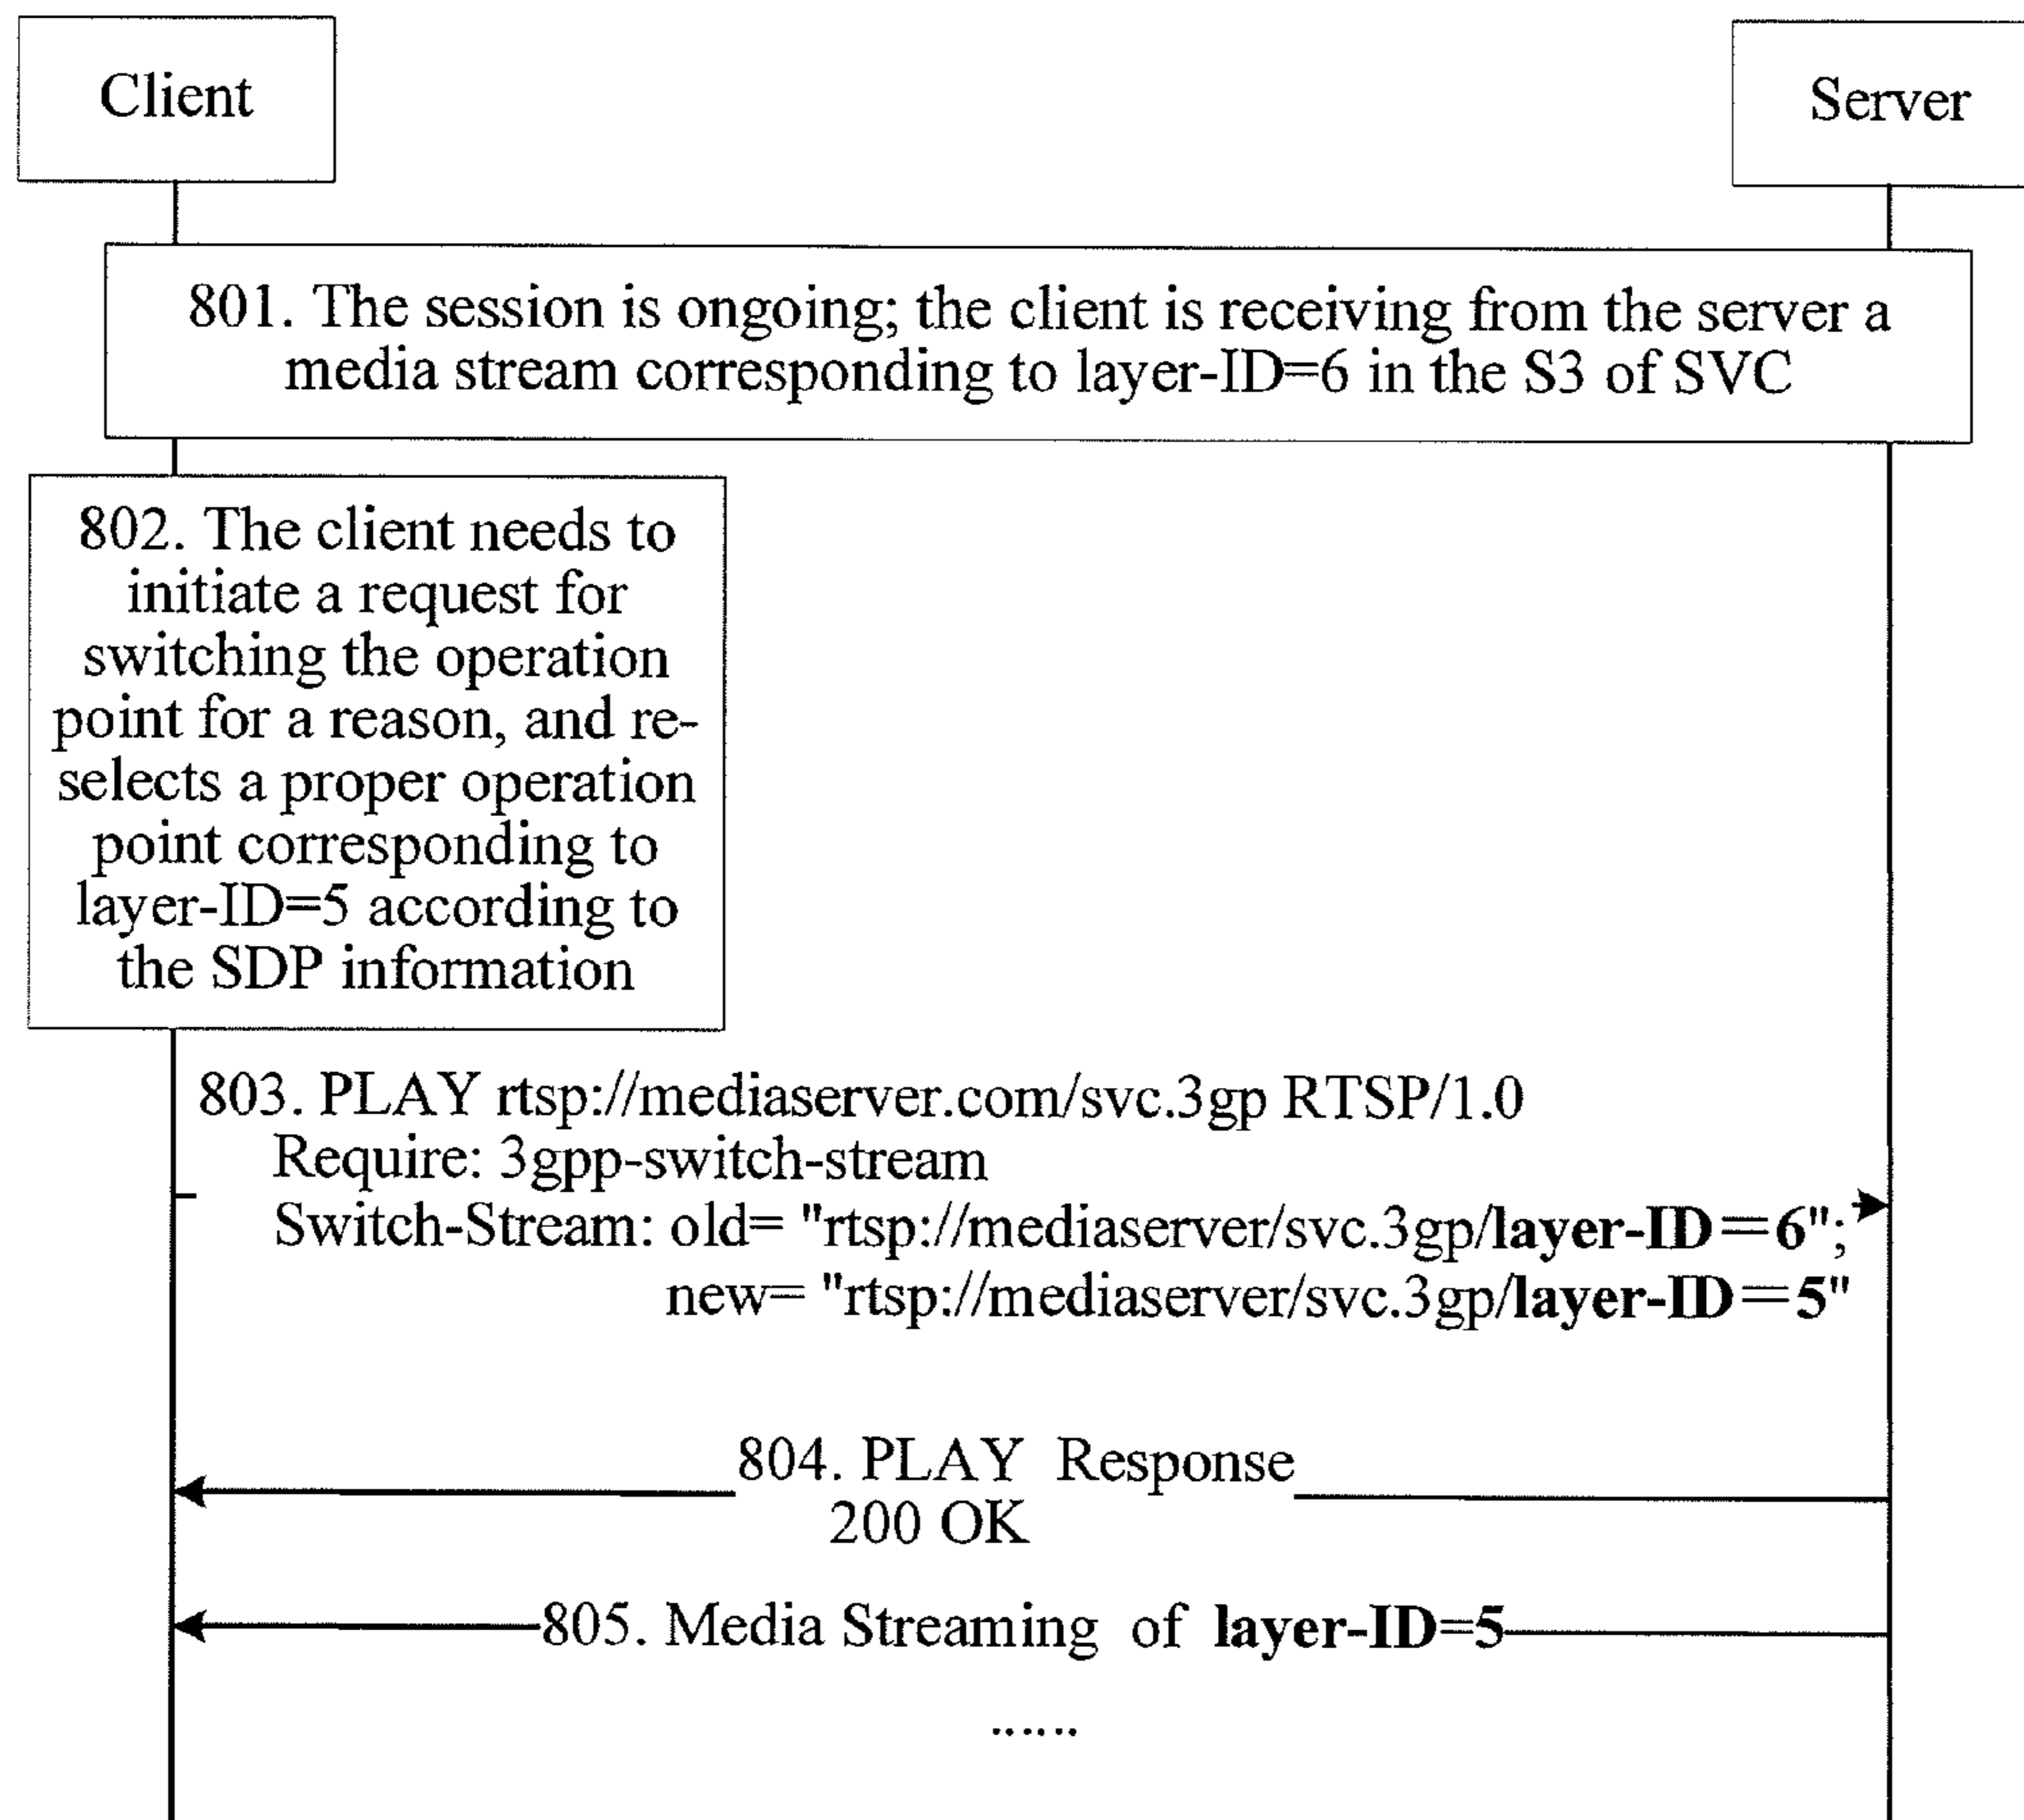 Client
Server
801. The session is ongoing; the client is receiving from the server a
media stream corresponding to layer-ID=6 in the S3 of SVC
802. The client needs to
initiate a request for
switching the operation
point for a reason, and re-
selects a proper operation
point corresponding to
layer-ID=5 according to
the SDP information
803. PLAY rtsp://mediaserver.com/svc.3gp RTSP/1.0
Require: 3gpp-switch-stream
Switch-Stream: old= "rtsp://mediaserver/svc.3gp/layer-ID=6";
new= "rtsp://mediaserver/svc.3gp/layer-ID=5"
804. PLAY Response
200 OK
805. Media Streaming of layer-ID=5
......